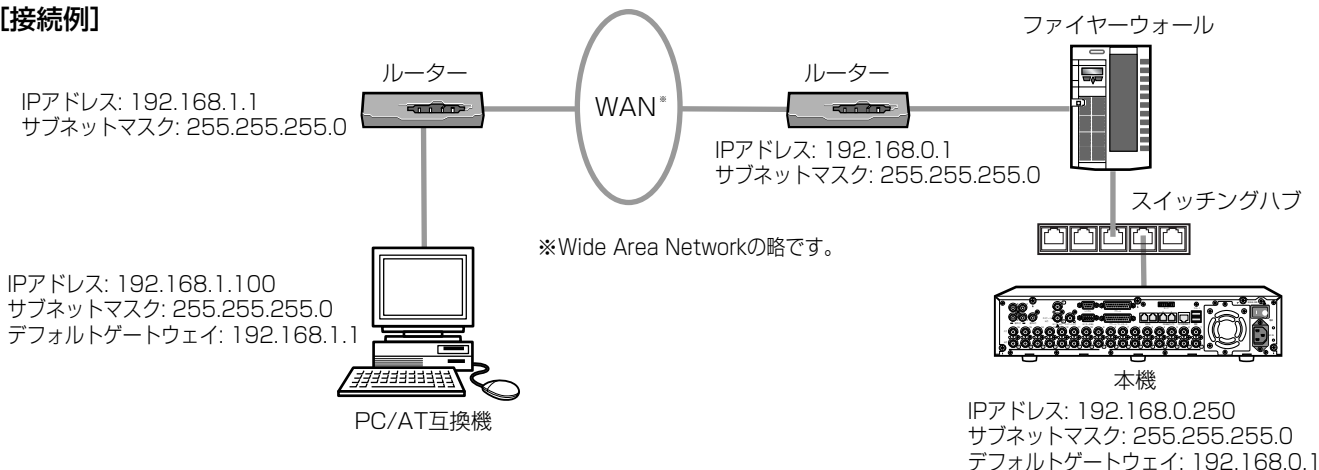 [接続例]
ファイヤーウォール
ルーター
ルーター
IPアドレス: 192.168.1.1
サブネットマスク: 255.255.255.0
WAN※
IPアドレス: 192.168.0.1
サブネットマスク: 255.255.255.0
スイッチングハブ
※Wide Area Networkの略です。
IPアドレス: 192.168.1.100
サブネットマスク: 255.255.255.0
デフォルトゲートウェイ: 192.168.1.1
PC/AT互換機
本機
IPアドレス: 192.168.0.250
サブネットマスク: 255.255.255.0
デフォルトゲートウェイ: 192.168.0.1